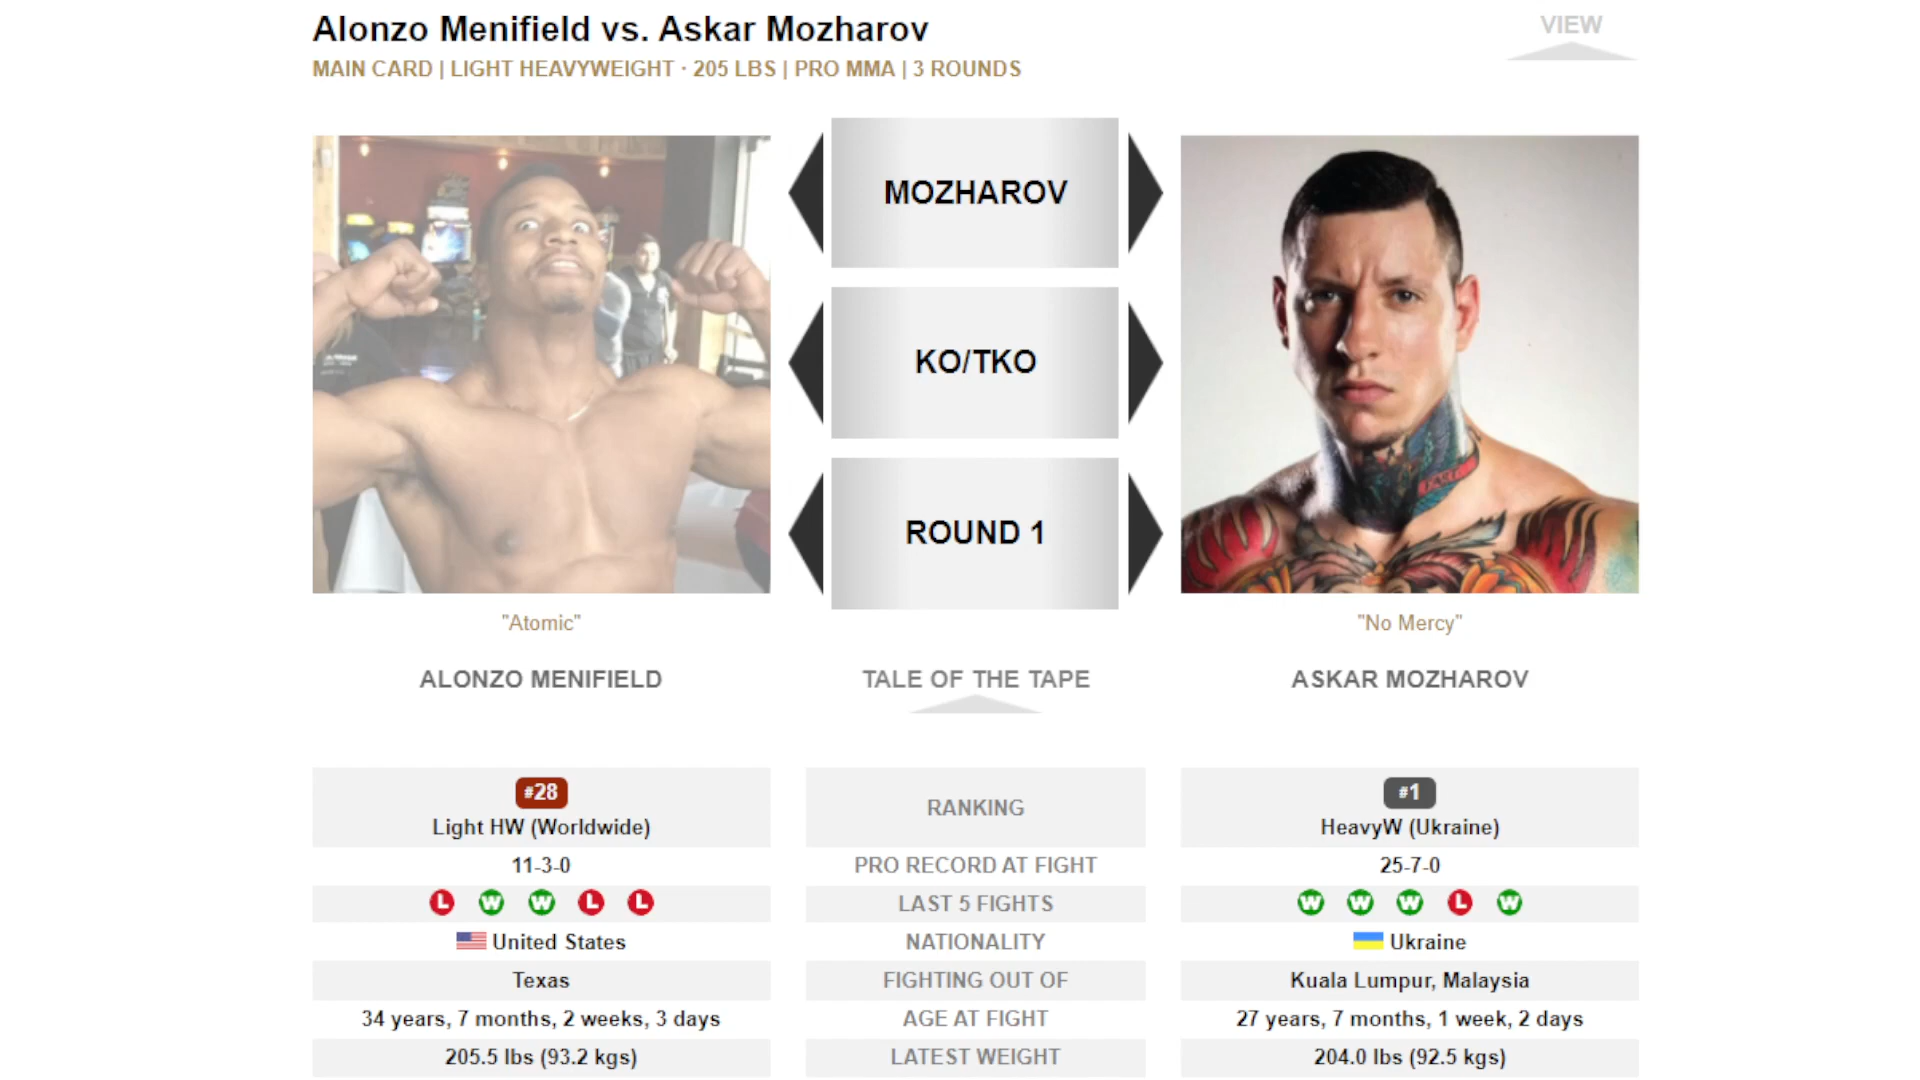 Alonzo Menifield vs. Askar Mozharov
VIEW
MAIN CARD | LIGHT HEAVYWEIGHT · 205 LBS | PRO MMA | 3 ROUNDS
MOZHAROV
KO/TKO
ROUND 1
"Atomic"
"No Mercy"
ALONZO MENIFIELD
TALE OF THE TAPE
ASKAR MOZHAROV
#28
Light HW (Worldwide)
RANKING
#1
HeavyW (Ukraine)
11-3-0
PRO RECORD AT FIGHT
25-7-0
L W W L L
LAST 5 FIGHTS
W W W L W
United States
NATIONALITY
Ukraine
Texas
FIGHTING OUT OF
Kuala Lumpur, Malaysia
34 years, 7 months, 2 weeks, 3 days
AGE AT FIGHT
27 years, 7 months, 1 week, 2 days
205.5 lbs (93.2 kgs)
LATEST WEIGHT
204.0 lbs (92.5 kgs)